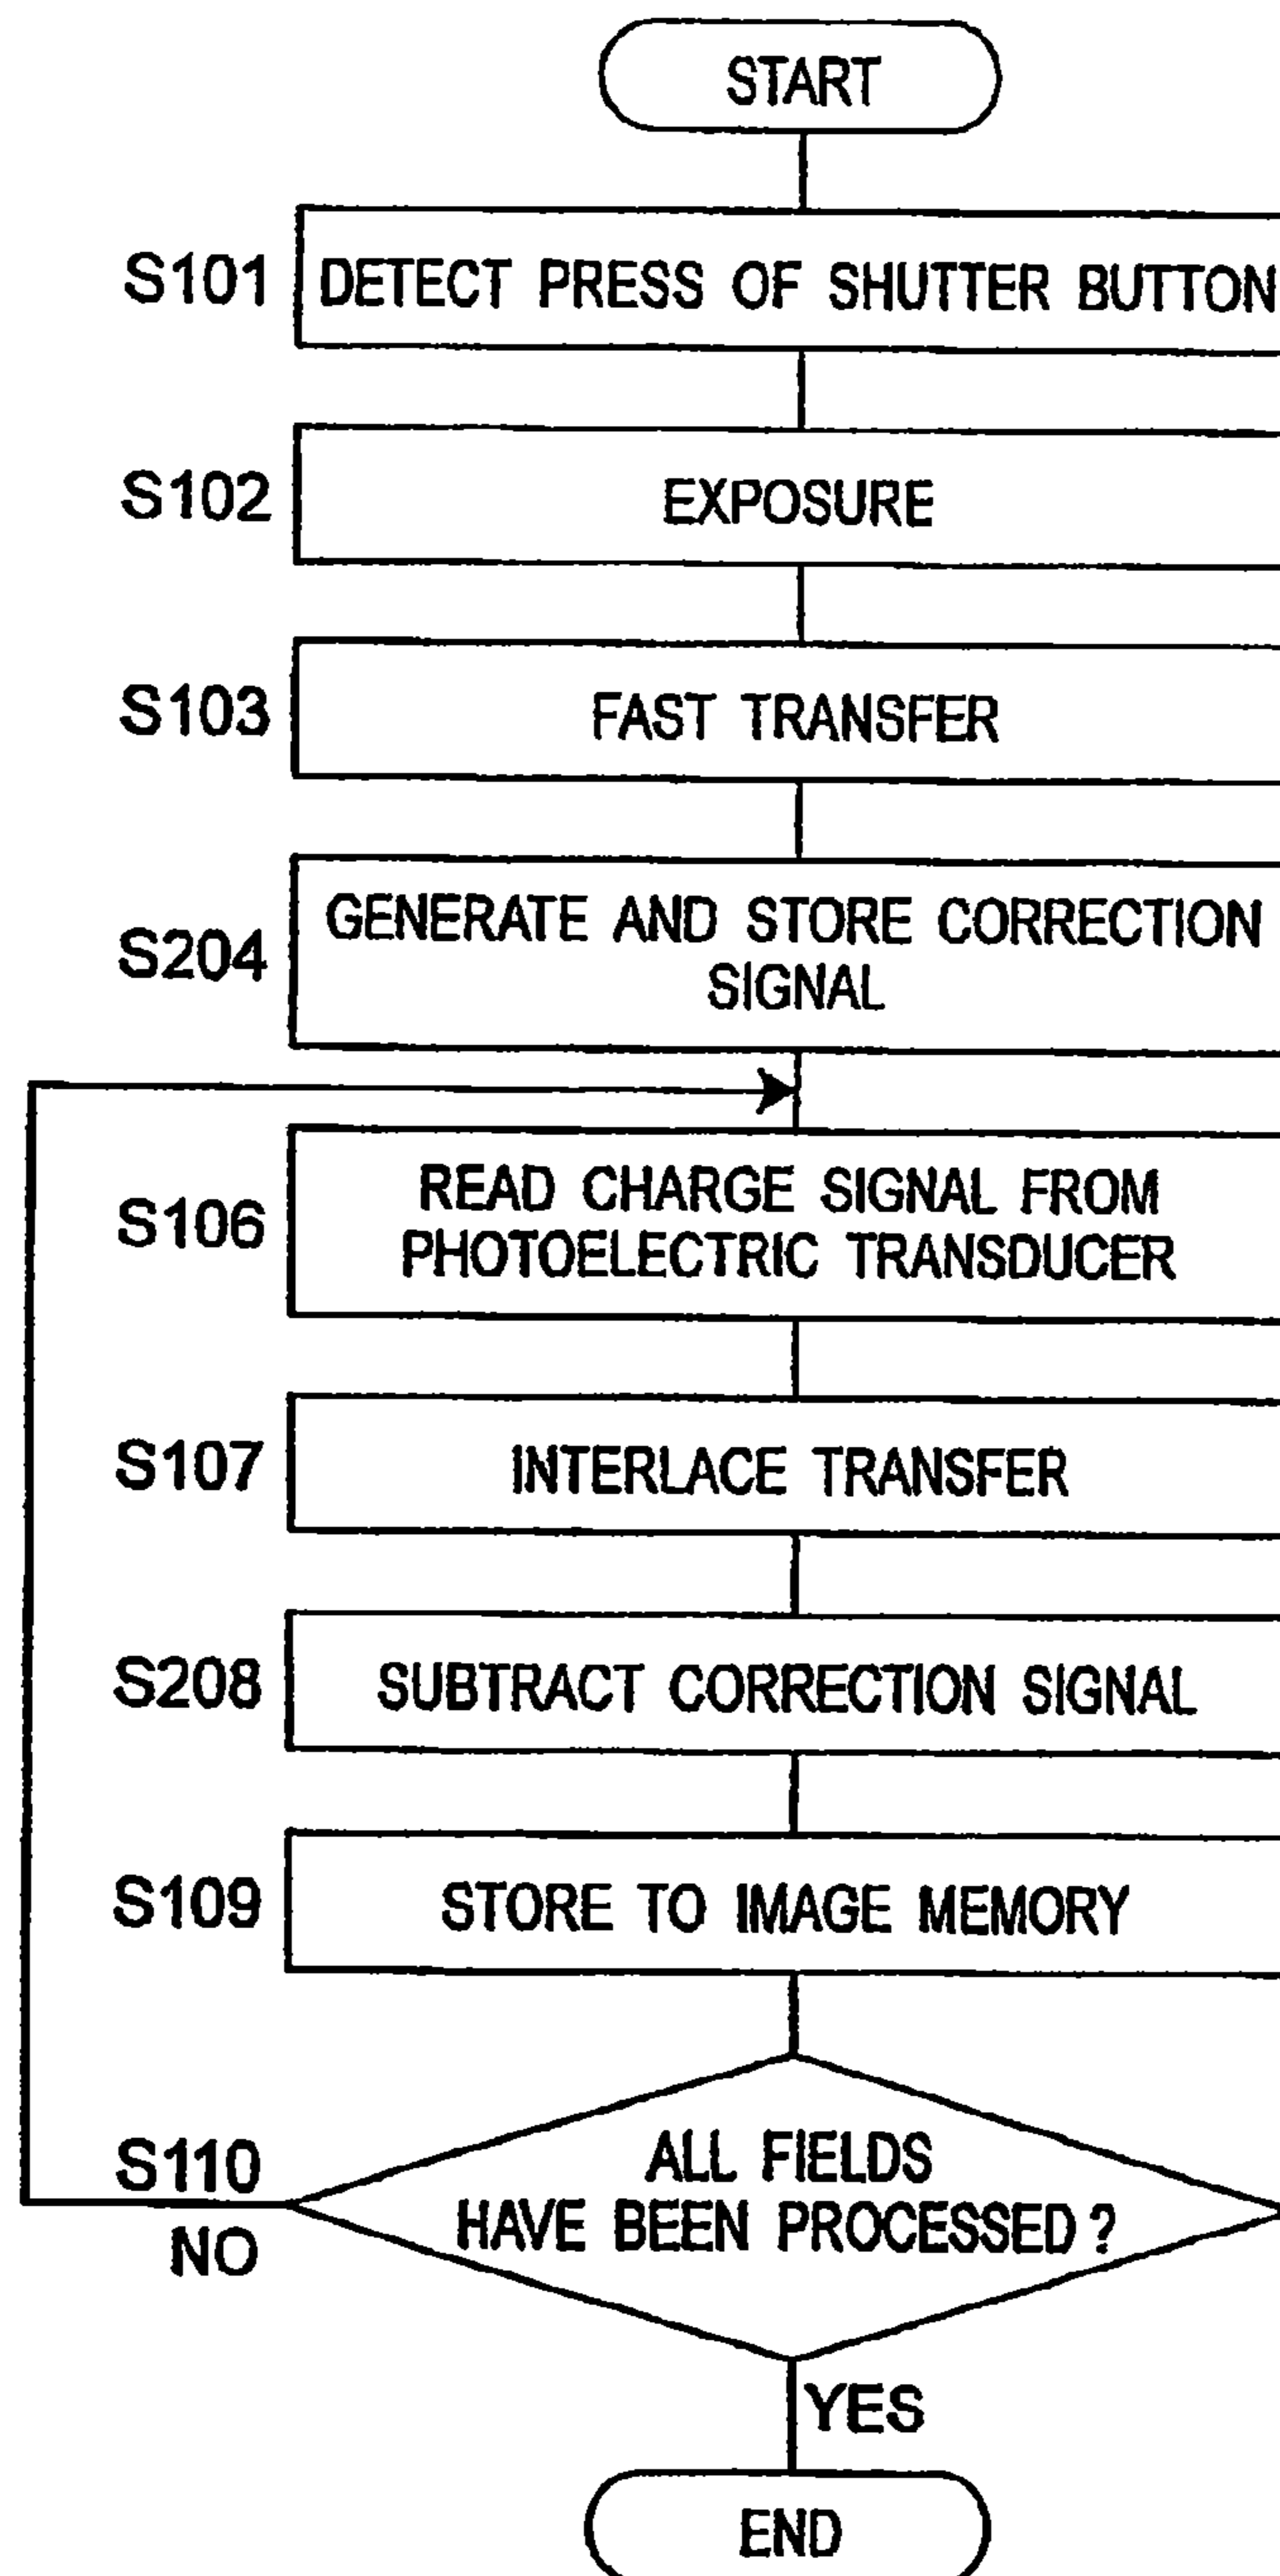 START
S101 DETECT PRESS OF SHUTTER BUTTON
S102 EXPOSURE
S103 FAST TRANSFER
S204 GENERATE AND STORE CORRECTION
SIGNAL
S106 READ CHARGE SIGNAL FROM
PHOTOELECTRIC TRANSDUCER
S107 INTERLACE TRANSFER
S208 SUBTRACT CORRECTION SIGNAL
S109 STORE TO IMAGE MEMORY
S110 ALL FIELDS
HAVE BEEN PROCESSED?
NO
YES
END